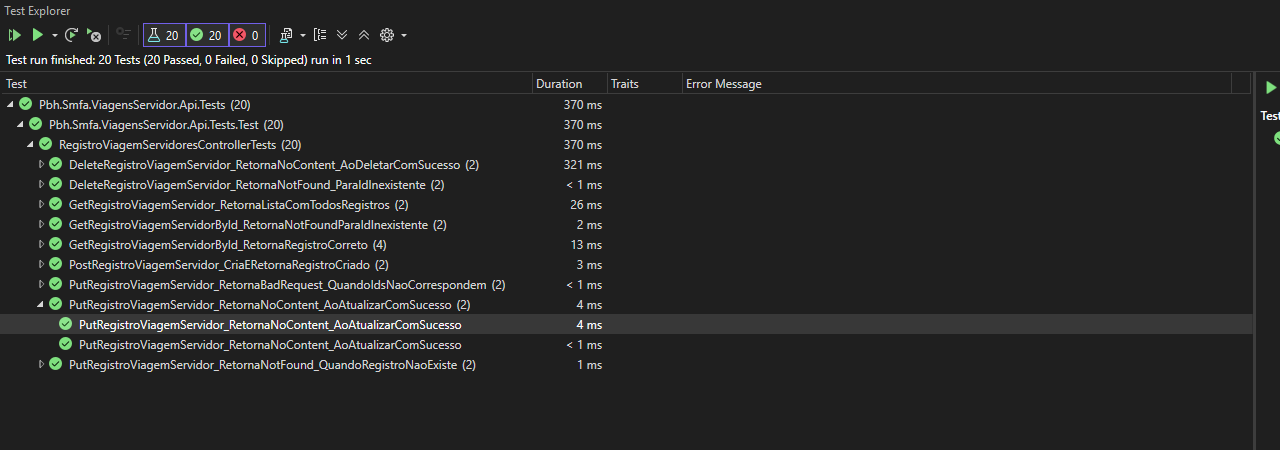 Test Explorer
20 20 0
Test run finished: 20 Tests (20 Passed, 0 Failed, 0 Skipped) run in 1 sec
Test Duration Traits Error Message
Pbh.Smfa.ViagensServidor.Api.Tests (20) 370 ms
Test
Pbh.Smfa.ViagensServidor.Api.Tests.Test (20) 370 ms
RegistroViagemServidoresControllerTests (20) 370 ms
DeleteRegistroViagemServidor_RetornaNoContent_AoDeletarComSucesso (2) 321 ms
DeleteRegistroViagemServidor_RetornaNotFound_ParaIdInexistente (2) < 1 ms
GetRegistroViagemServidor_RetornaListaComTodosRegistros (2) 26 ms
GetRegistroViagemServidorById_RetornaNotFoundParaIdInexistente (2) 2 ms
GetRegistroViagemServidorById_RetornaRegistroCorreto (4) 13 ms
PostRegistroViagemServidor_CriaERetornaRegistroCriado (2) 3 ms
PutRegistroViagemServidor_RetornaBadRequest_QuandoIdsNaoCorrespondem (2) < 1 ms
PutRegistroViagemServidor_RetornaNoContent_AoAtualizarComSucesso (2) 4 ms
PutRegistroViagemServidor_RetornaNoContent_AoAtualizarComSucesso 4 ms
PutRegistroViagemServidor_RetornaNoContent_AoAtualizarComSucesso < 1 ms
PutRegistroViagemServidor_RetornaNotFound_QuandoRegistroNaoExiste (2) 1 ms